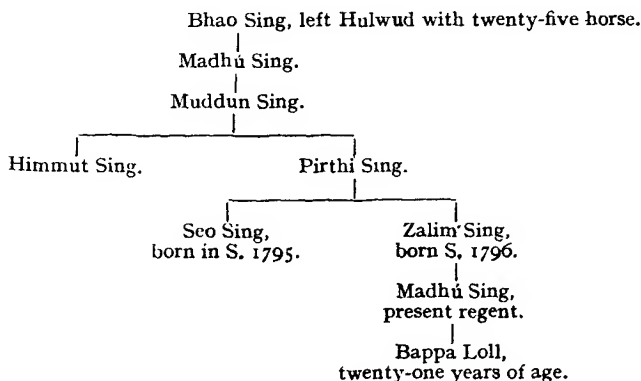 Bhao Sing, left Hulwud with twenty-five horse.
Madhú Sing.
Muddun Sing.
Himmut Sing. Pirthi Sing.
Seo Sing, Zalim Sing,
born in S. 1795. born S. 1796.
Madhú Sing,
present regent.
Bappa Loll,
twenty-one years of age.